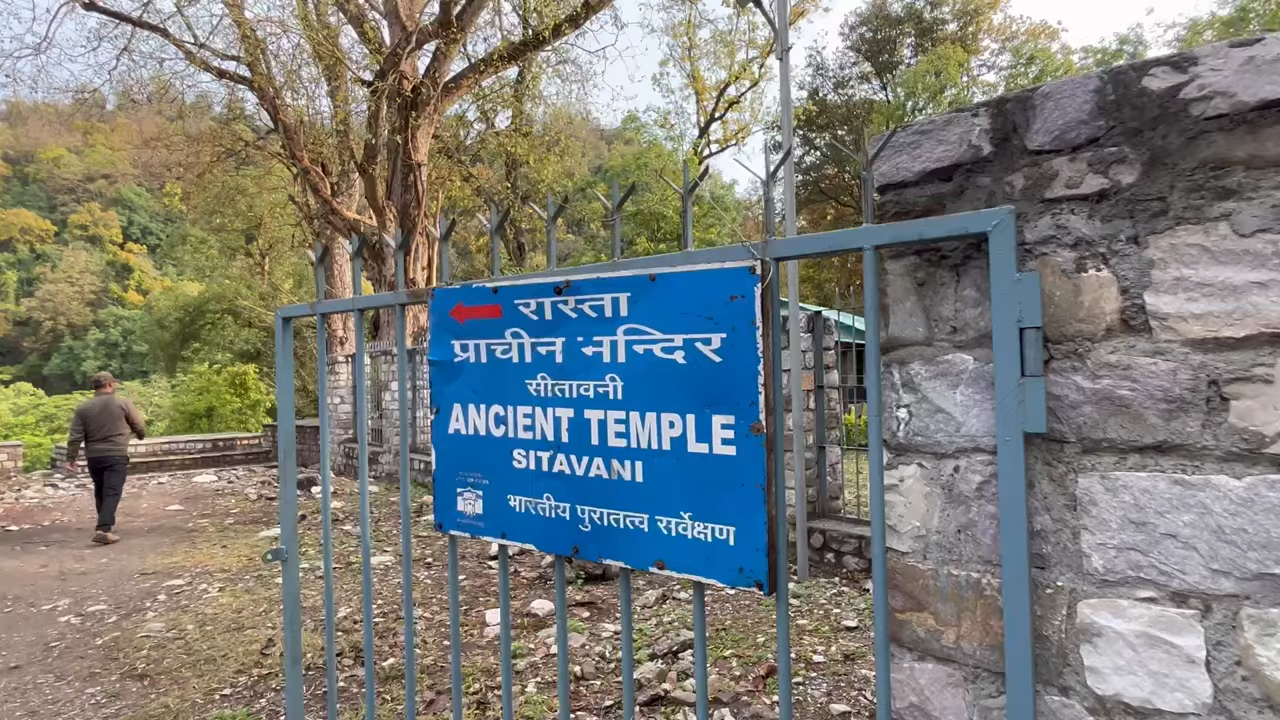 रास्ता
प्राचीन मन्दिर
सीतावनी
ANCIENT TEMPLE
SITAVANI
भारतीय पुरातत्व सर्वेक्षण